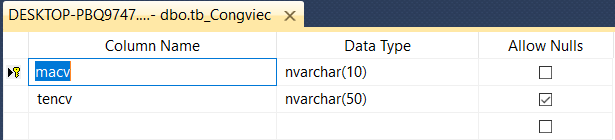 DESKTOP-PBQ9747....- dbo.tb_Congviec
Column Name Data Type Allow Nulls
macv nvarchar(10)
tencv nvarchar(50)